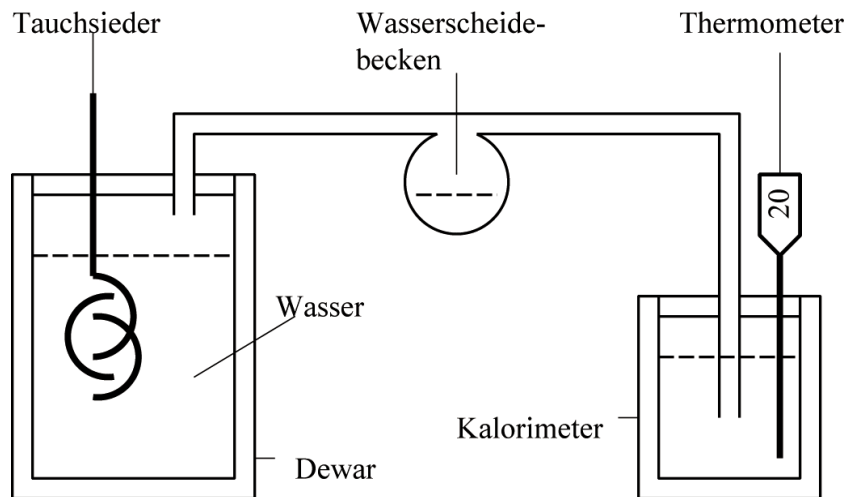 Tauchsieder
Wasserscheide-
becken
Thermometer
20
Wasser
Kalorimeter
Dewar